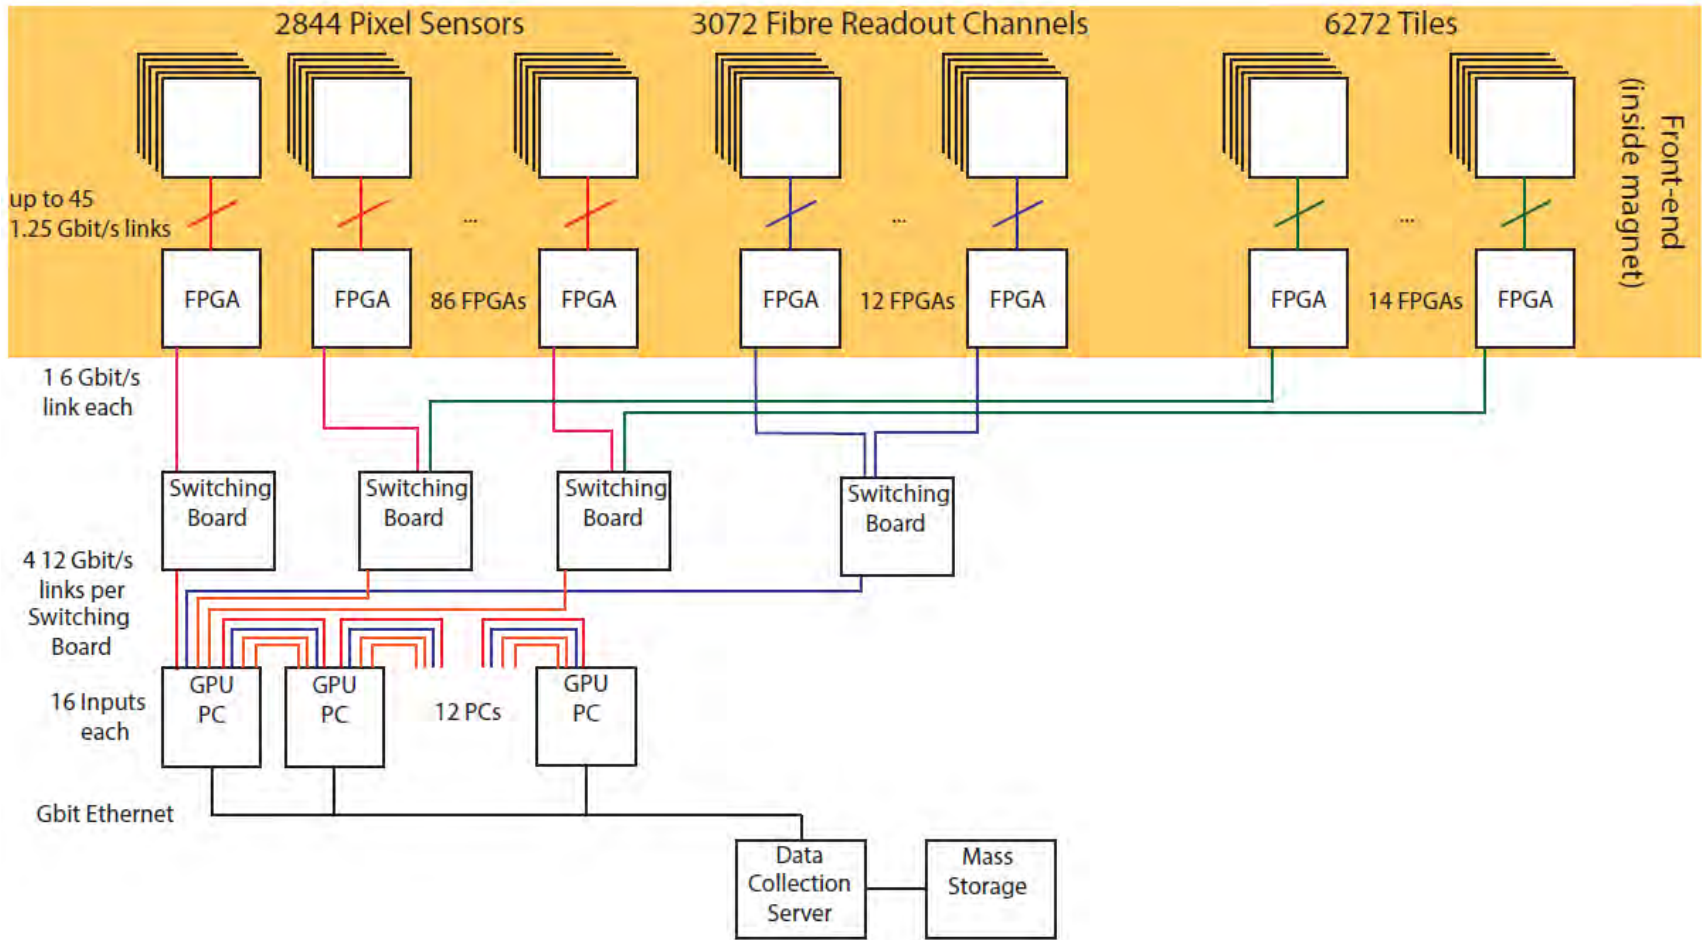 2844 Pixel Sensors
3072 Fibre Readout Channels
6272 Tiles
Front-end
(inside magnet)
up to 45
1.25 Gbit/s links
...
...
...
FPGA
FPGA
86 FPGAs
FPGA
FPGA
12 FPGAs
FPGA
FPGA
14 FPGAs
FPGA
1 6 Gbit/s
link each
Switching
Board
Switching
Board
Switching
Board
Switching
Board
4 12 Gbit/s
links per
Switching
Board
16 Inputs
each
GPU
PC
GPU
PC
12 PCs
GPU
PC
Gbit Ethernet
Data
Collection
Server
Mass
Storage